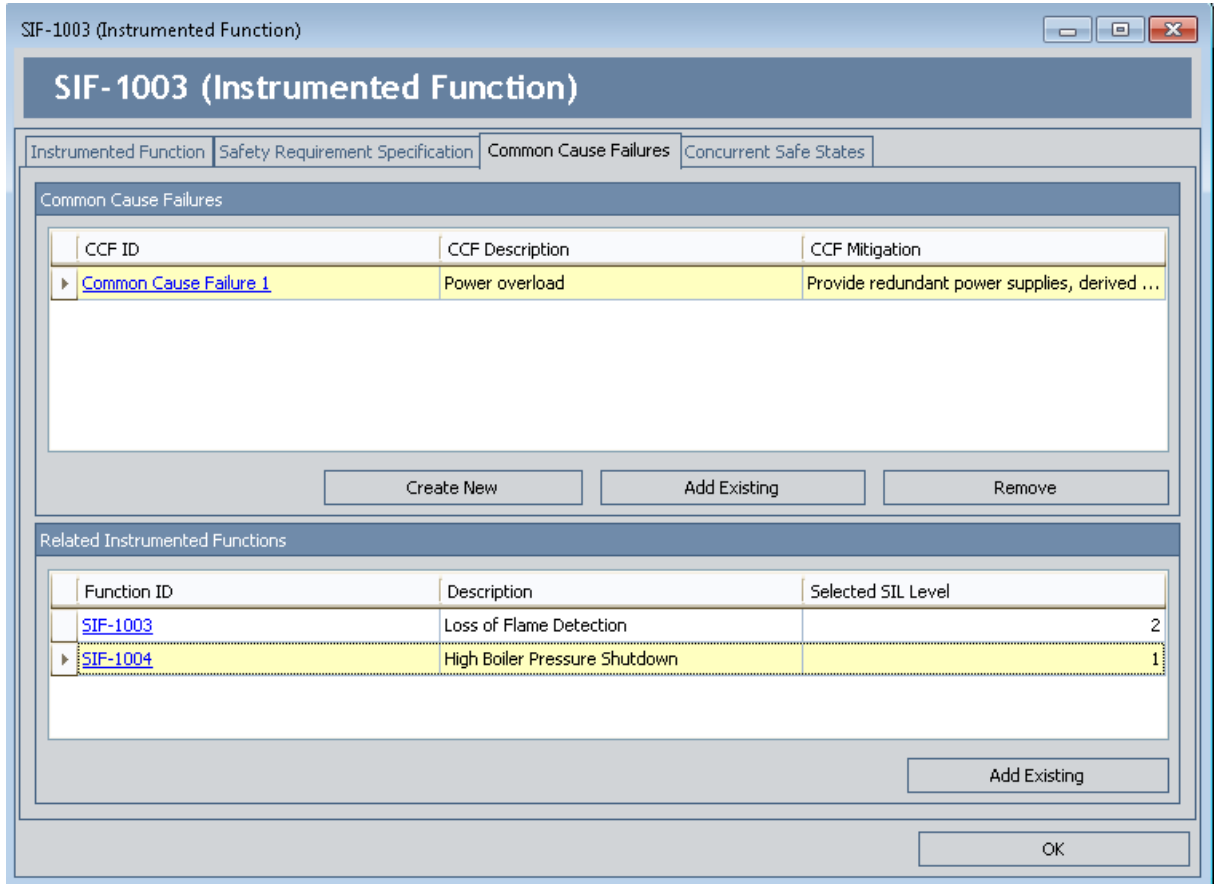 SIF-1003 (Instrumented Function)
SIF-1003 (Instrumented Function)
Instrumented Function Safety Requirement Specification Common Cause Failures Concurrent Safe States
Common Cause Failures
CCF ID CCF Description CCF Mitigation
Common Cause Failure 1 Power overload Provide redundant power supplies, derived ...
Create New Add Existing Remove
Related Instrumented Functions
Function ID Description Selected SIL Level
SIF-1003 Loss of Flame Detection 2
SIF-1004 High Boiler Pressure Shutdown 1
Add Existing
OK